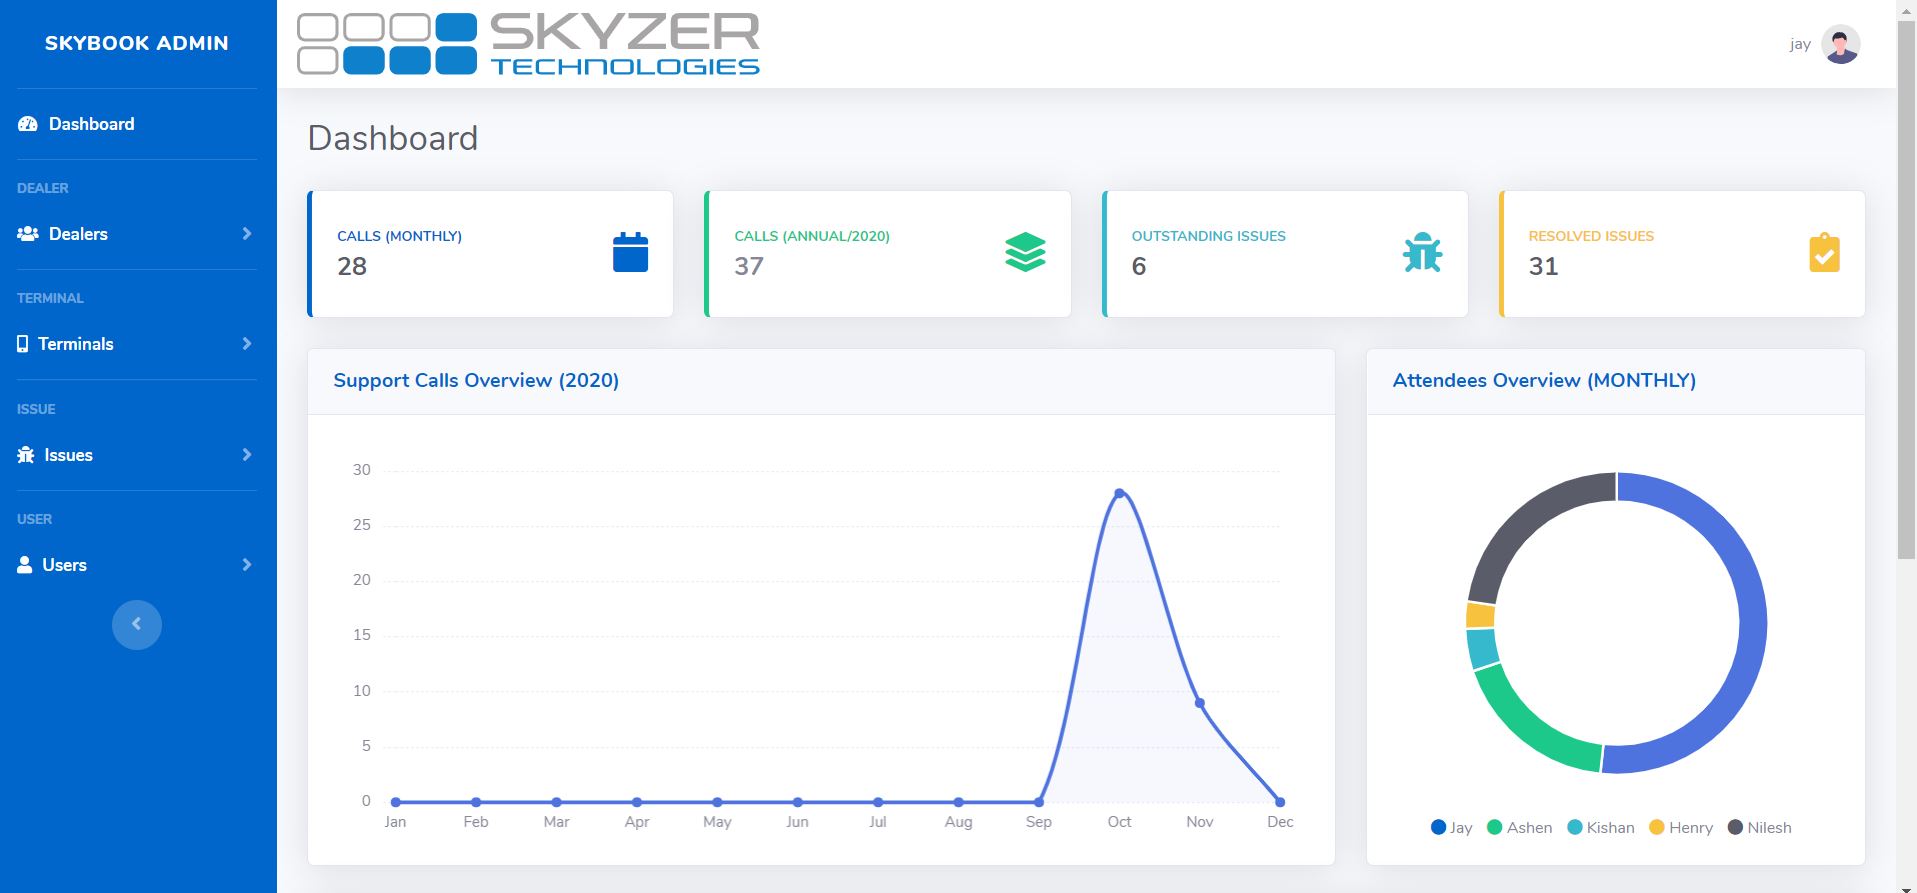 SKYBOOK ADMIN
Dashboard
DEALER
Dealers
TERMINAL
Terminals
ISSUE
Issues
USER
Users
SKYZER
TECHNOLOGIES
jay
Dashboard
CALLS (MONTHLY)
28
CALLS (ANNUAL/2020)
37
OUTSTANDING ISSUES
6
RESOLVED ISSUES
31
Support Calls Overview (2020)
30
25
20
15
10
5
0
Jan Feb Mar Apr May Jun Jul Aug Sep Oct Nov Dec
Attendees Overview (MONTHLY)
Jay Ashen Kishan Henry Nilesh